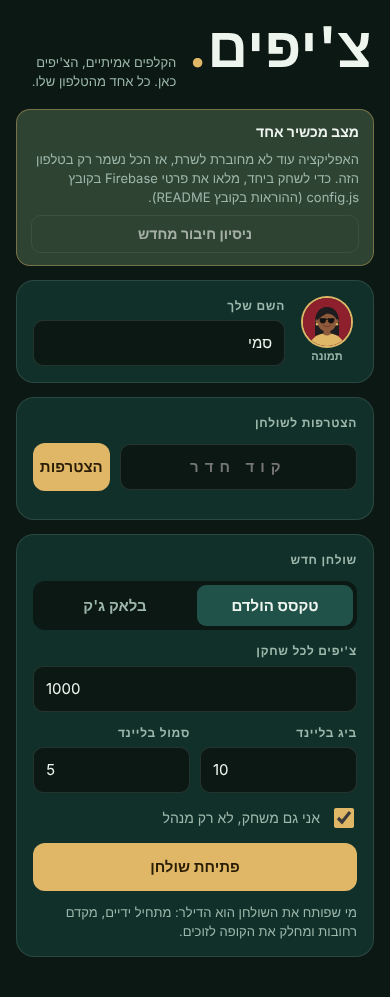 צ'יפים.
הקלפים אמיתיים, הצ'יפים
כאן. כל אחד מהטלפון שלו.
מצב מכשיר אחד
האפליקציה עוד לא מחוברת לשרת, אז הכל נשמר רק בטלפון
הזה. כדי לשחק ביחד, מלאו את פרטי Firebase בקובץ
config.js (ההוראות בקובץ README).
ניסיון חיבור מחדש
השם שלך
סמי
תמונה
הצטרפות לשולחן
קוד חדר
הצטרפות
שולחן חדש
טקסס הולדם
בלאק ג'ק
צ'יפים לכל שחקן
1000
ביג בליינד
סמול בליינד
10
5
אני גם משחק, לא רק מנהל
פתיחת שולחן
מי שפותח את השולחן הוא הדילר: מתחיל ידיים, מקדם
רחובות ומחלק את הקופה לזוכים.